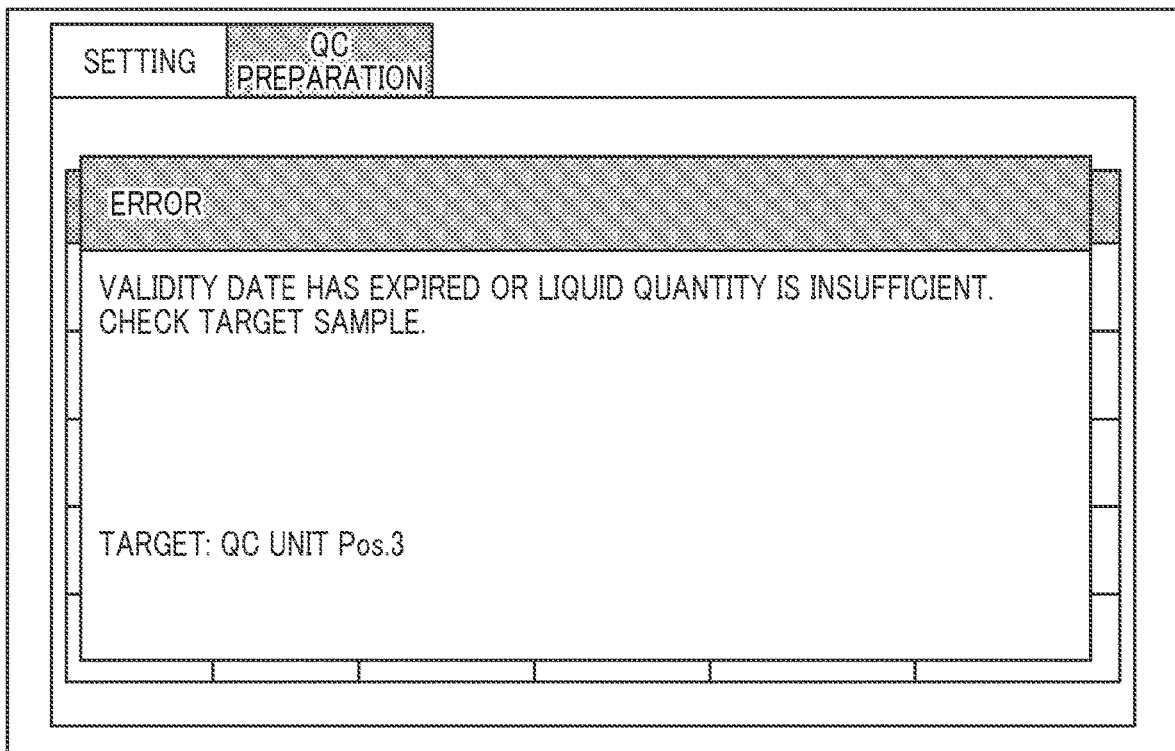 SETTING
QC
PREPARATION
ERROR
VALIDITY DATE HAS EXPIRED OR LIQUID QUANTITY IS INSUFFICIENT.
CHECK TARGET SAMPLE.
TARGET: QC UNIT Pos.3